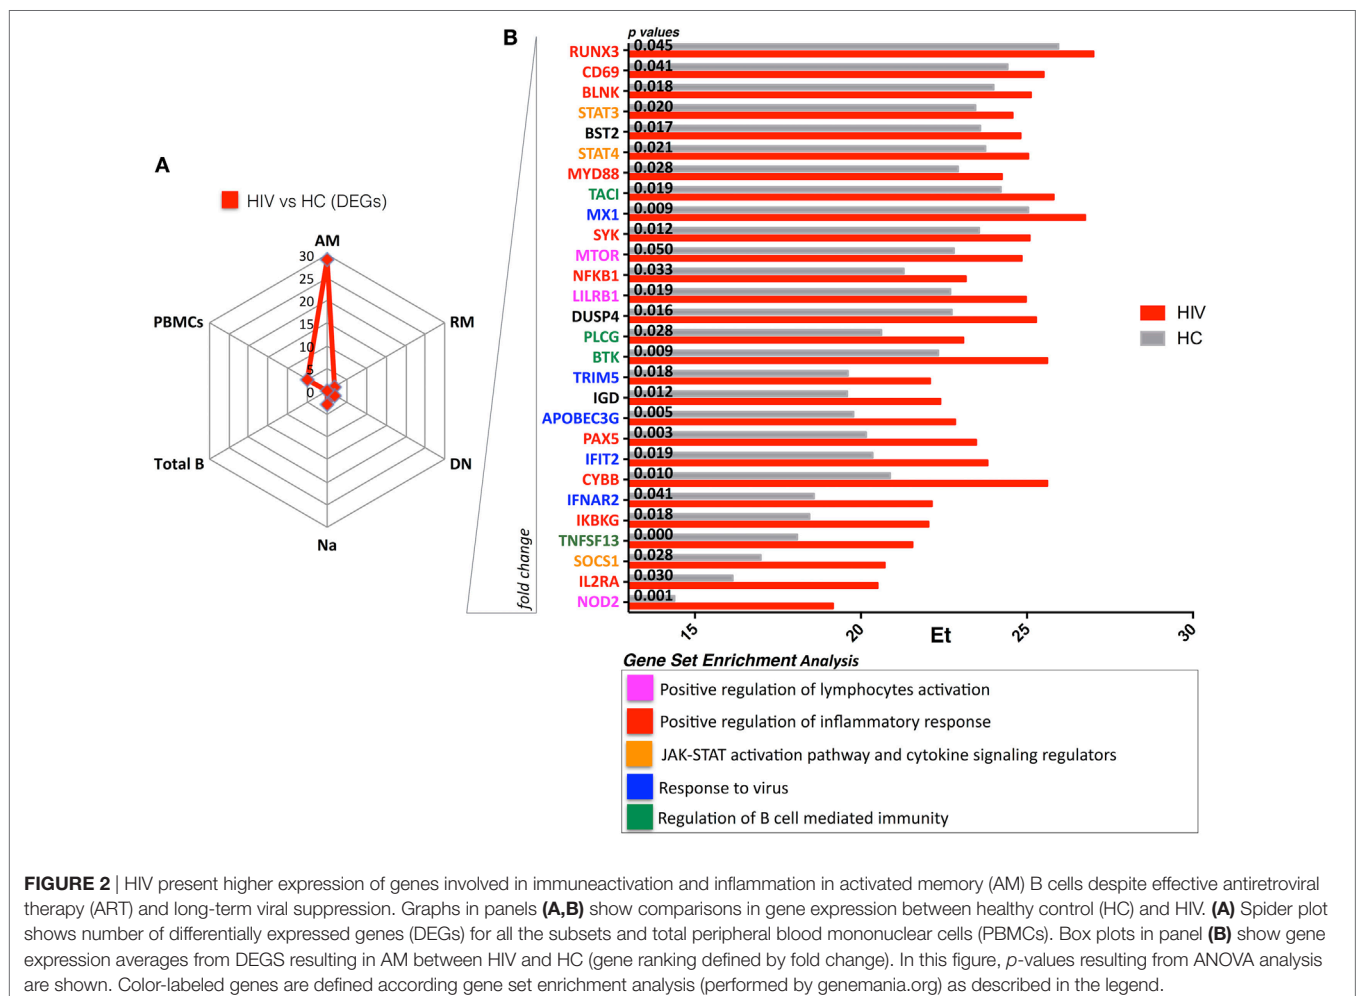 A
HIV vs HC (DEGs)
AM
30
25
20
15
10
5
0
PBMCs
RM
Total B
DN
Na
B
p values
RUNX3 0.045
CD69 0.041
BLNK 0.018
STAT3 0.020
BST2 0.017
STAT4 0.021
MYD88 0.028
TACI 0.019
MX1 0.009
SYK 0.012
MTOR 0.050
NFKB1 0.033
LILRB1 0.019
DUSP4 0.016
PLCG 0.028
BTK 0.009
TRIM5 0.018
IGD 0.012
APOBEC3G 0.005
PAX5 0.003
IFIT2 0.019
CYBB 0.010
IFNAR2 0.041
IKBKG 0.018
TNFSF13 0.000
SOCS1 0.028
IL2RA 0.030
NOD2 0.001
fold change
HIV
HC
15 20 25 30
Et
Gene Set Enrichment Analysis
Positive regulation of lymphocytes activation
Positive regulation of inflammatory response
JAK-STAT activation pathway and cytokine signaling regulators
Response to virus
Regulation of B cell mediated immunity
FIGURE 2 | HIV present higher expression of genes involved in immuneactivation and inflammation in activated memory (AM) B cells despite effective antiretroviral
therapy (ART) and long-term viral suppression. Graphs in panels (A,B) show comparisons in gene expression between healthy control (HC) and HIV. (A) Spider plot
shows number of differentially expressed genes (DEGs) for all the subsets and total peripheral blood mononuclear cells (PBMCs). Box plots in panel (B) show gene
expression averages from DEGS resulting in AM between HIV and HC (gene ranking defined by fold change). In this figure, p-values resulting from ANOVA analysis
are shown. Color-labeled genes are defined according gene set enrichment analysis (performed by genemania.org) as described in the legend.